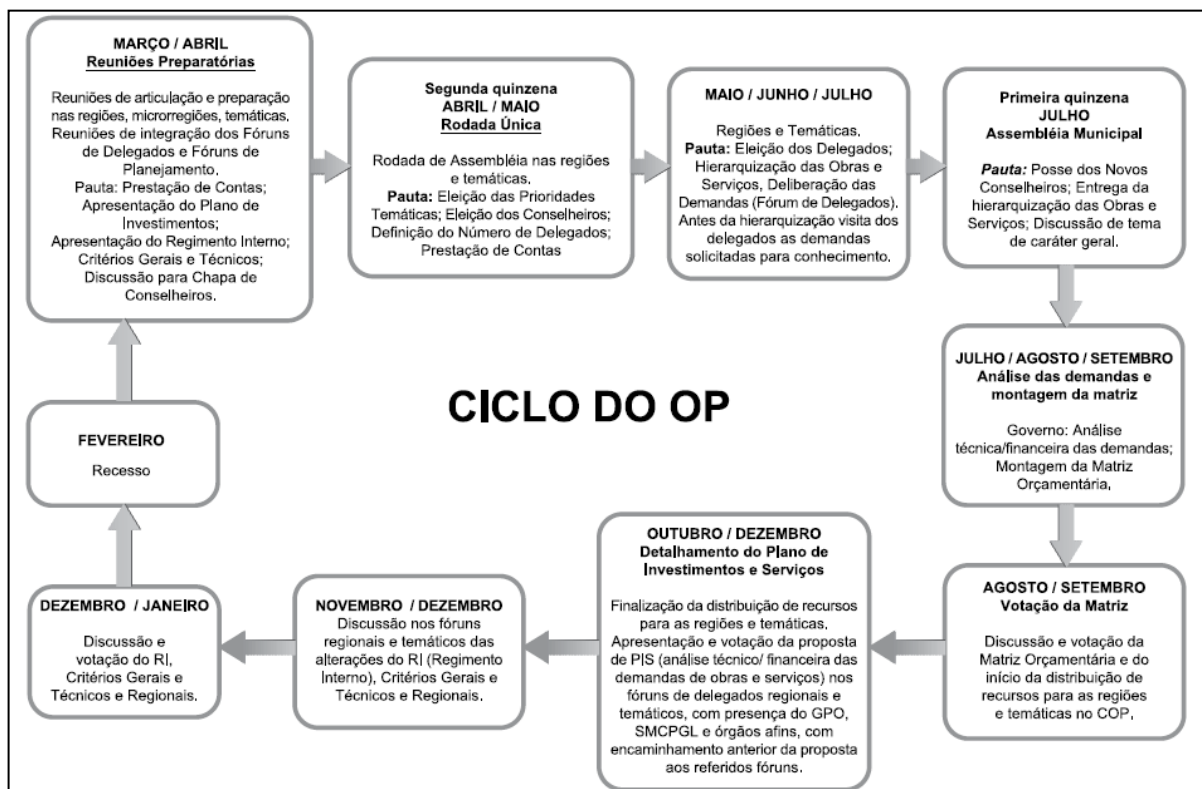 MARÇO / ABRIL
Reuniões Preparatórias
Reuniões de articulação e preparação
nas regiões, microrregiões, temáticas.
Reuniões de integração dos Fóruns
de Delegados e Fóruns de
Planejamento.
Pauta: Prestação de Contas;
Apresentação do Plano de
Investimentos;
Apresentação do Regimento Interno;
Critérios Gerais e Técnicos;
Discussão para Chapa de
Conselheiros.
Segunda quinzena
ABRIL / MAIO
Rodada Única
Rodada de Assembléia nas regiões
e temáticas.
Pauta: Eleição das Prioridades
Temáticas; Eleição dos Conselheiros;
Definição do Número de Delegados;
Prestação de Contas
MAIO / JUNHO / JULHO
Regiões e Temáticas.
Pauta: Eleição dos Delegados;
Hierarquização das Obras e
Serviços, Deliberação das
Demandas (Fórum de Delegados).
Antes da hierarquização visita dos
delegados as demandas
solicitadas para conhecimento.
Primeira quinzena
JULHO
Assembléia Municipal
Pauta: Posse dos Novos
Conselheiros; Entrega da
hierarquização das Obras e
Serviços; Discussão de tema
de caráter geral.
JULHO / AGOSTO / SETEMBRO
Análise das demandas e
montagem da matriz
Governo: Análise
técnica/financeira das demandas;
Montagem da Matriz
Orçamentária.
AGOSTO / SETEMBRO
Votação da Matriz
Discussão e votação da
Matriz Orçamentária e do
início da distribuição de
recursos para as regiões
e temáticas no COP.
OUTUBRO / DEZEMBRO
Detalhamento do Plano de
Investimentos e Serviços
Finalização da distribuição de recursos
para as regiões e temáticas.
Apresentação e votação da proposta
de PIS (análise técnico/ financeira das
demandas de obras e serviços) nos
fóruns de delegados regionais e
temáticos, com presença do GPO,
SMCPGL e órgãos afins, com
encaminhamento anterior da proposta
aos referidos fóruns.
NOVEMBRO / DEZEMBRO
Discussão nos fóruns
regionais e temáticos das
alterações do RI (Regimento
Interno), Critérios Gerais e
Técnicos e Regionais.
DEZEMBRO / JANEIRO
Discussão e
votação do RI,
Critérios Gerais e
Técnicos e Regionais.
FEVEREIRO
Recesso
CICLO DO OP